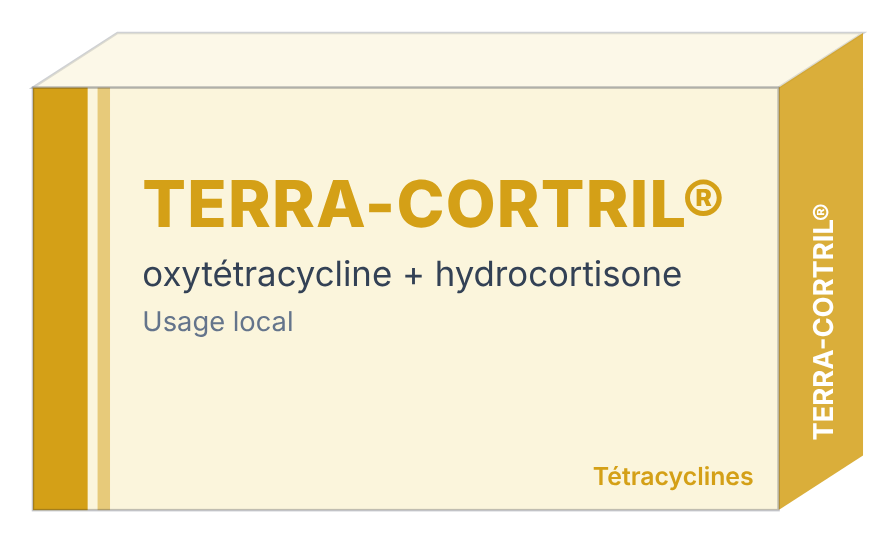 TERRA-CORTRIL®
oxytétracycline + hydrocortisone
Usage local
Tétracyclines
TERRA-CORTRIL®